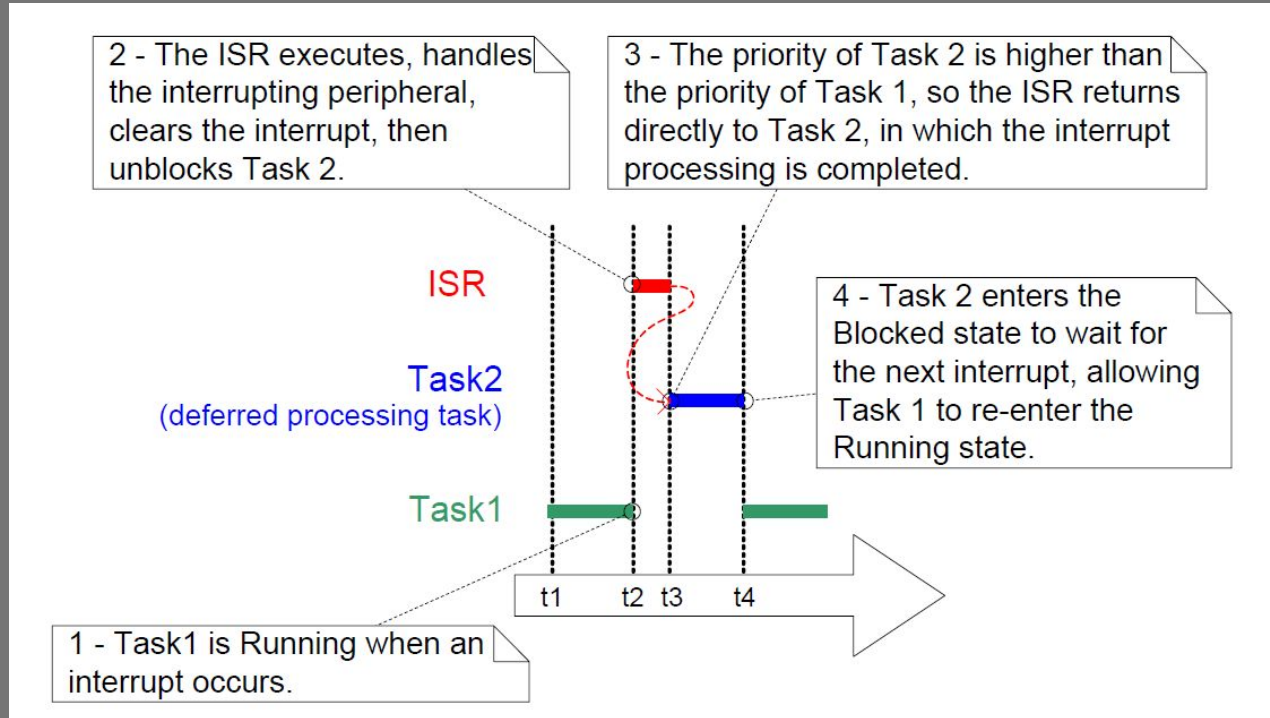 2 - The ISR executes, handles
the interrupting peripheral,
clears the interrupt, then
unblocks Task 2.
3 - The priority of Task 2 is higher than
the priority of Task 1, so the ISR returns
directly to Task 2, in which the interrupt
processing is completed.
ISR
4 - Task 2 enters the
Blocked state to wait for
the next interrupt, allowing
Task 1 to re-enter the
Running state.
Task2
(deferred processing task)
Task1
t1 t2 t3 t4
1 - Task1 is Running when an
interrupt occurs.